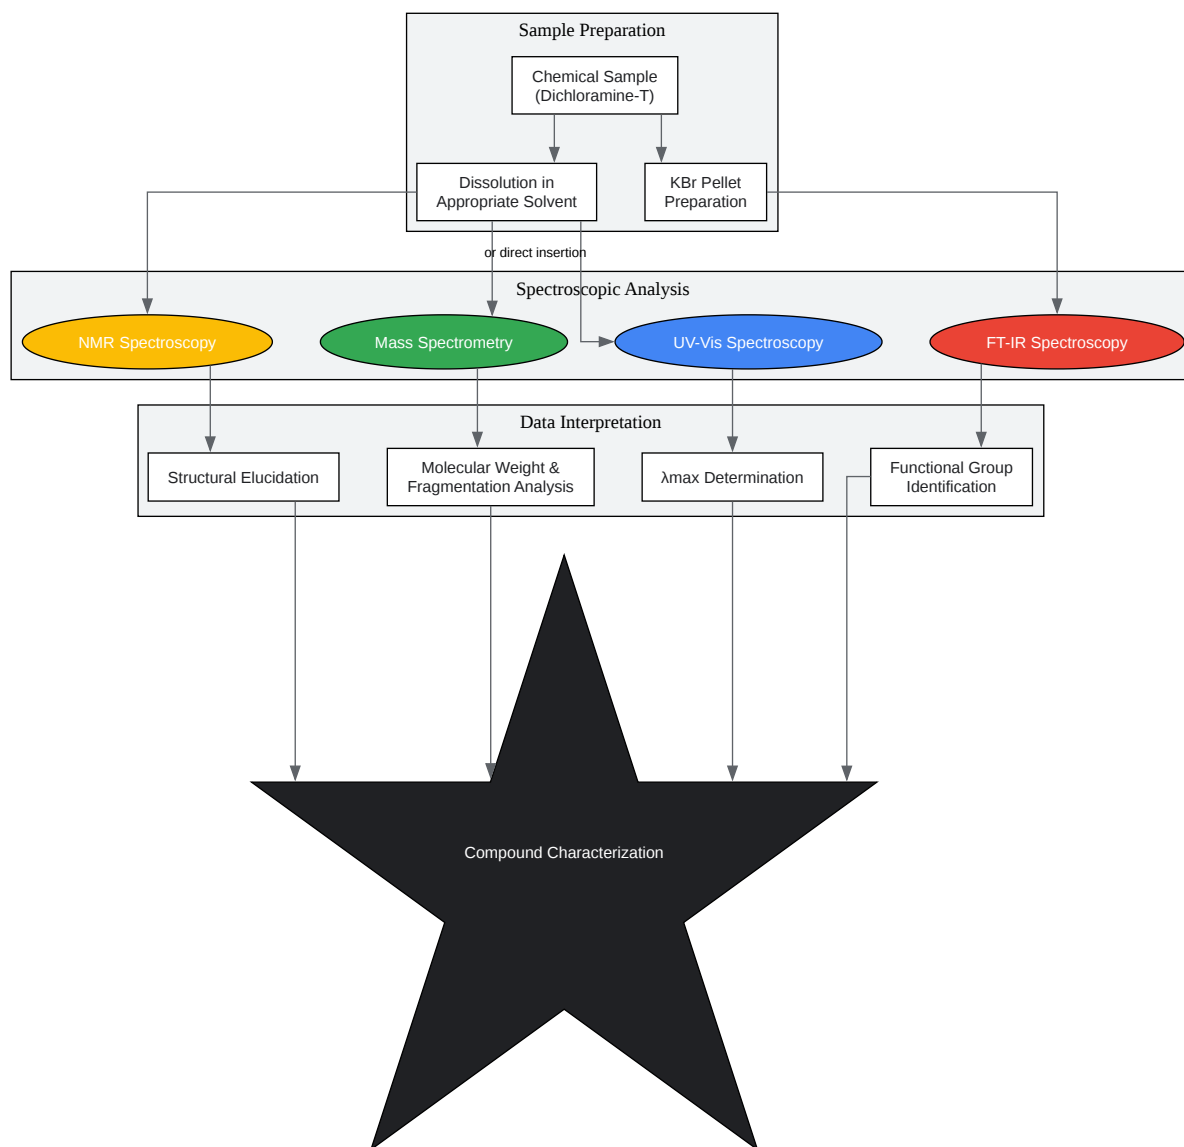 Sample Preparation
Chemical Sample
(Dichloramine-T)
Dissolution in
Appropriate Solvent
KBr Pellet
Preparation
or direct insertion
Spectroscopic Analysis
NMR Spectroscopy
Mass Spectrometry
UV-Vis Spectroscopy
FT-IR Spectroscopy
Data Interpretation
Structural Elucidation
Molecular Weight &
Fragmentation Analysis
λmax Determination
Functional Group
Identification
Compound Characterization